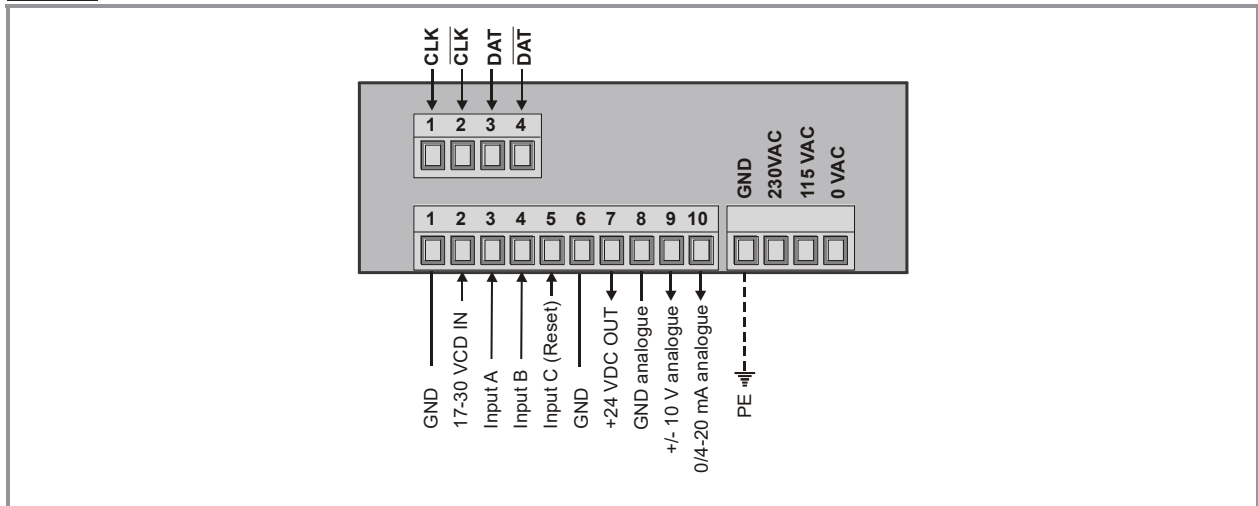 CLK
CLK
DAT
DAT
1 2 3 4
GND
230VAC
115 VAC
0 VAC
1 2 3 4 5 6 7 8 9 10
GND
17-30 VCD IN
Input A
Input B
Input C (Reset)
GND
+24 VDC OUT
GND analogue
+/- 10 V analogue
0/4-20 mA analogue
PE